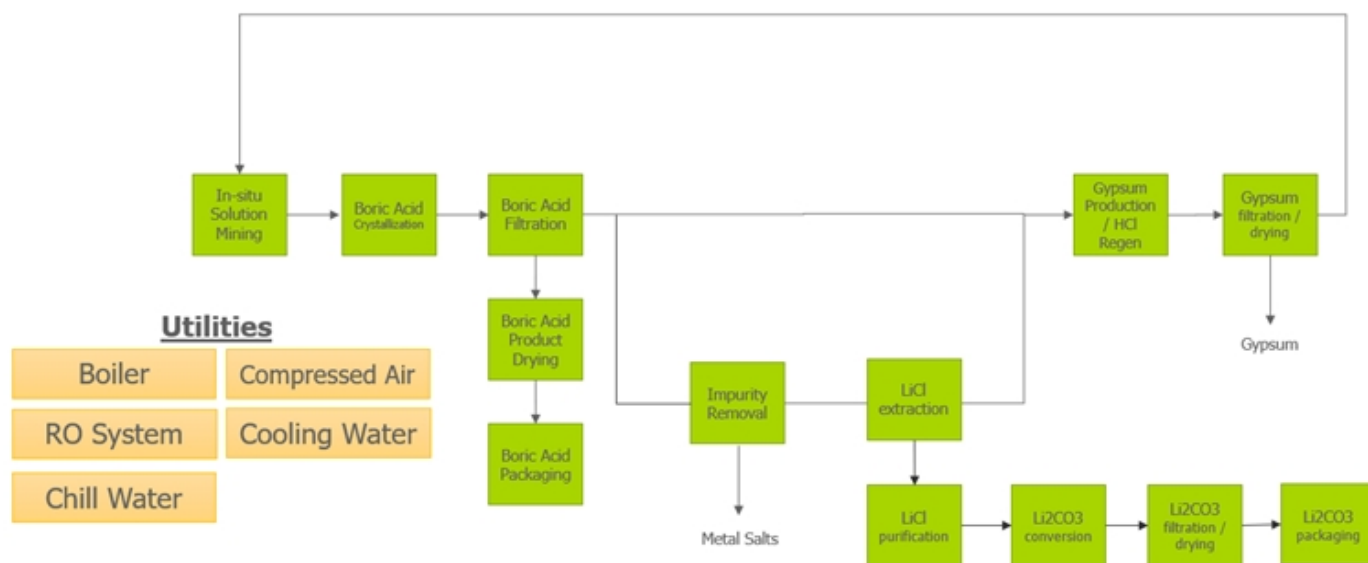 In-situ
Solution
Mining
Boric Acid
Crystallization
Boric Acid
Filtration
Gypsum
Production
/ HCl
Regen
Gypsum
filtration /
drying
Utilities
Boiler
Compressed Air
RO System
Cooling Water
Chill Water
Boric Acid
Product
Drying
Gypsum
Impurity
Removal
LiCl
extraction
Boric Acid
Packaging
Metal Salts
LiCl
purification
Li2CO3
conversion
Li2CO3
filtration /
drying
Li2CO3
packaging